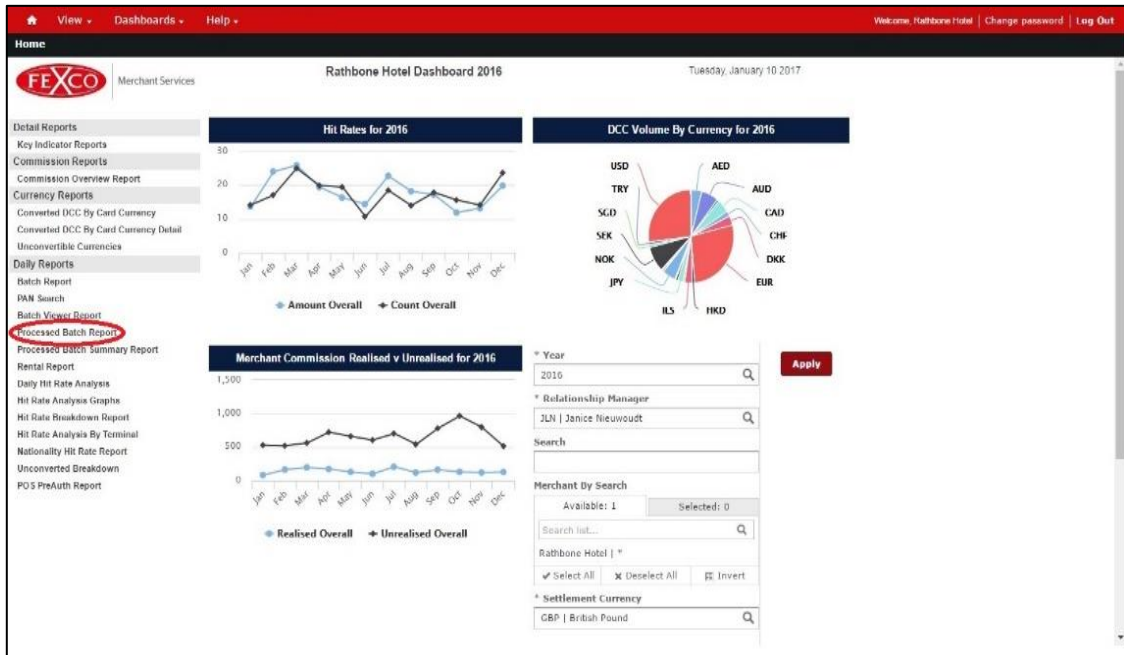 View Dashboards Help Welcome, Rathbone Hotel Change password Log Out
Home
FEXCO Merchant Services
Rathbone Hotel Dashboard 2016
Tuesday, January 10 2017
Detail Reports
Key Indicator Reports
Commission Reports
Commission Overview Report
Currency Reports
Converted DCC By Card Currency
Converted DCC By Card Currency Detail
Unconvertible Currencies
Daily Reports
Batch Report
PAN Search
Batch Viewer Report
Processed Batch Report
Processed Batch Summary Report
Rental Report
Daily Hit Rate Analysis
Hit Rate Analysis Graphs
Hit Rate Breakdown Report
Hit Rate Analysis By Terminal
Nationality Hit Rate Report
Unconverted Breakdown
POS PreAuth Report
Hit Rates for 2016
30
20
10
0
Jan Feb Mar Apr May Jun Jul Aug Sep Oct Nov Dec
Amount Overall Count Overall
DCC Volume By Currency for 2016
USD AED
TRY AUD
SGD CAD
SEK CHF
NOK DKK
JPY EUR
ILS HKD
Merchant Commission Realised v Unrealised for 2016
1,500
1,000
500
0
Jan Feb Mar Apr May Jun Jul Aug Sep Oct Nov Dec
Realised Overall Unrealised Overall
* Year
2016
Apply
* Relationship Manager
JLN | Janice Nieuwoudt
Search
Merchant By Search
Available: 1 Selected: 0
Search list...
Rathbone Hotel | *
Select All Deselect All Invert
* Settlement Currency
GBP | British Pound